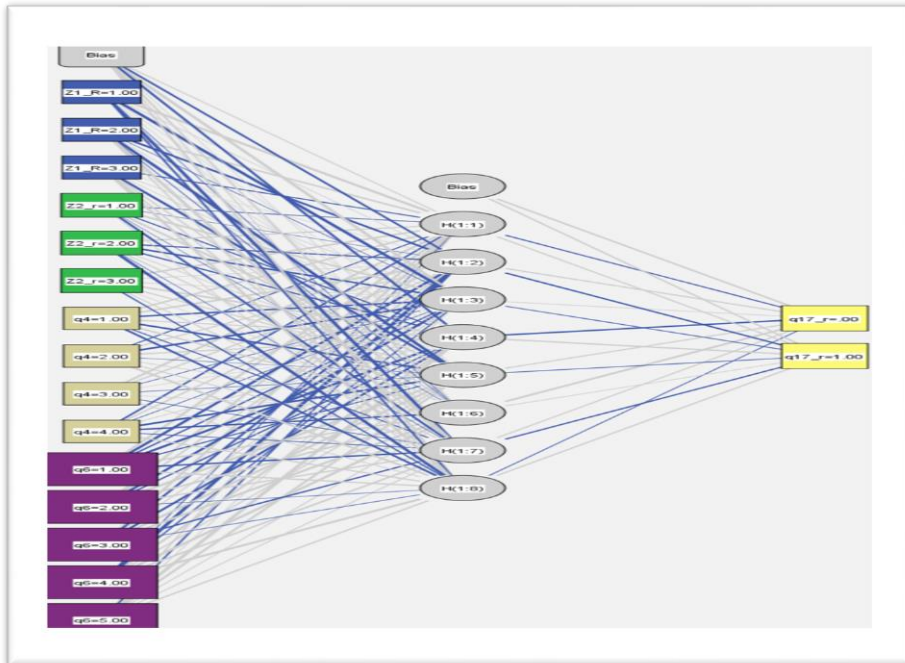 Bias
Z1_R=1.00
Z1_R=2.00
Z1_R=3.00
Z2_r=1.00
Z2_r=2.00
Z2_r=3.00
q4=1.00
q4=2.00
q4=3.00
q4=4.00
q6=1.00
q6=2.00
q6=3.00
q6=4.00
q6=5.00
Bias
H(1:1)
H(1:2)
H(1:3)
H(1:4)
H(1:5)
H(1:6)
H(1:7)
H(1:8)
q17_r=.00
q17_r=1.00